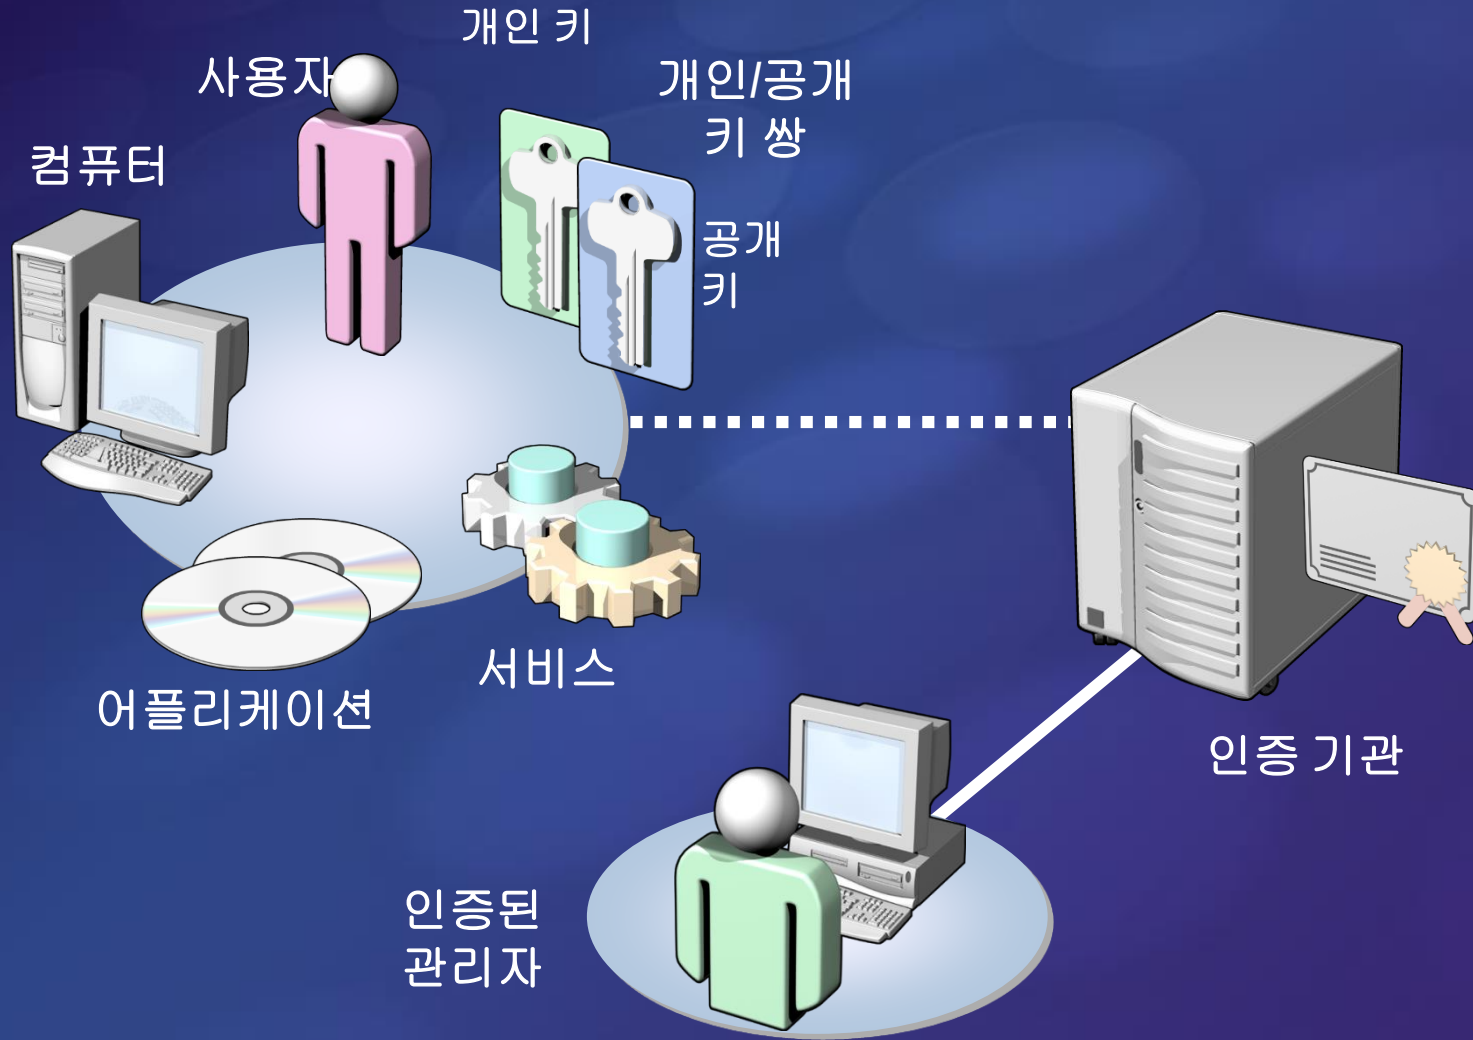 개인 키
사용자
개인/공개
키 쌍
컴퓨터
공개
키
서비스
어플리케이션
인증 기관
인증된
관리자